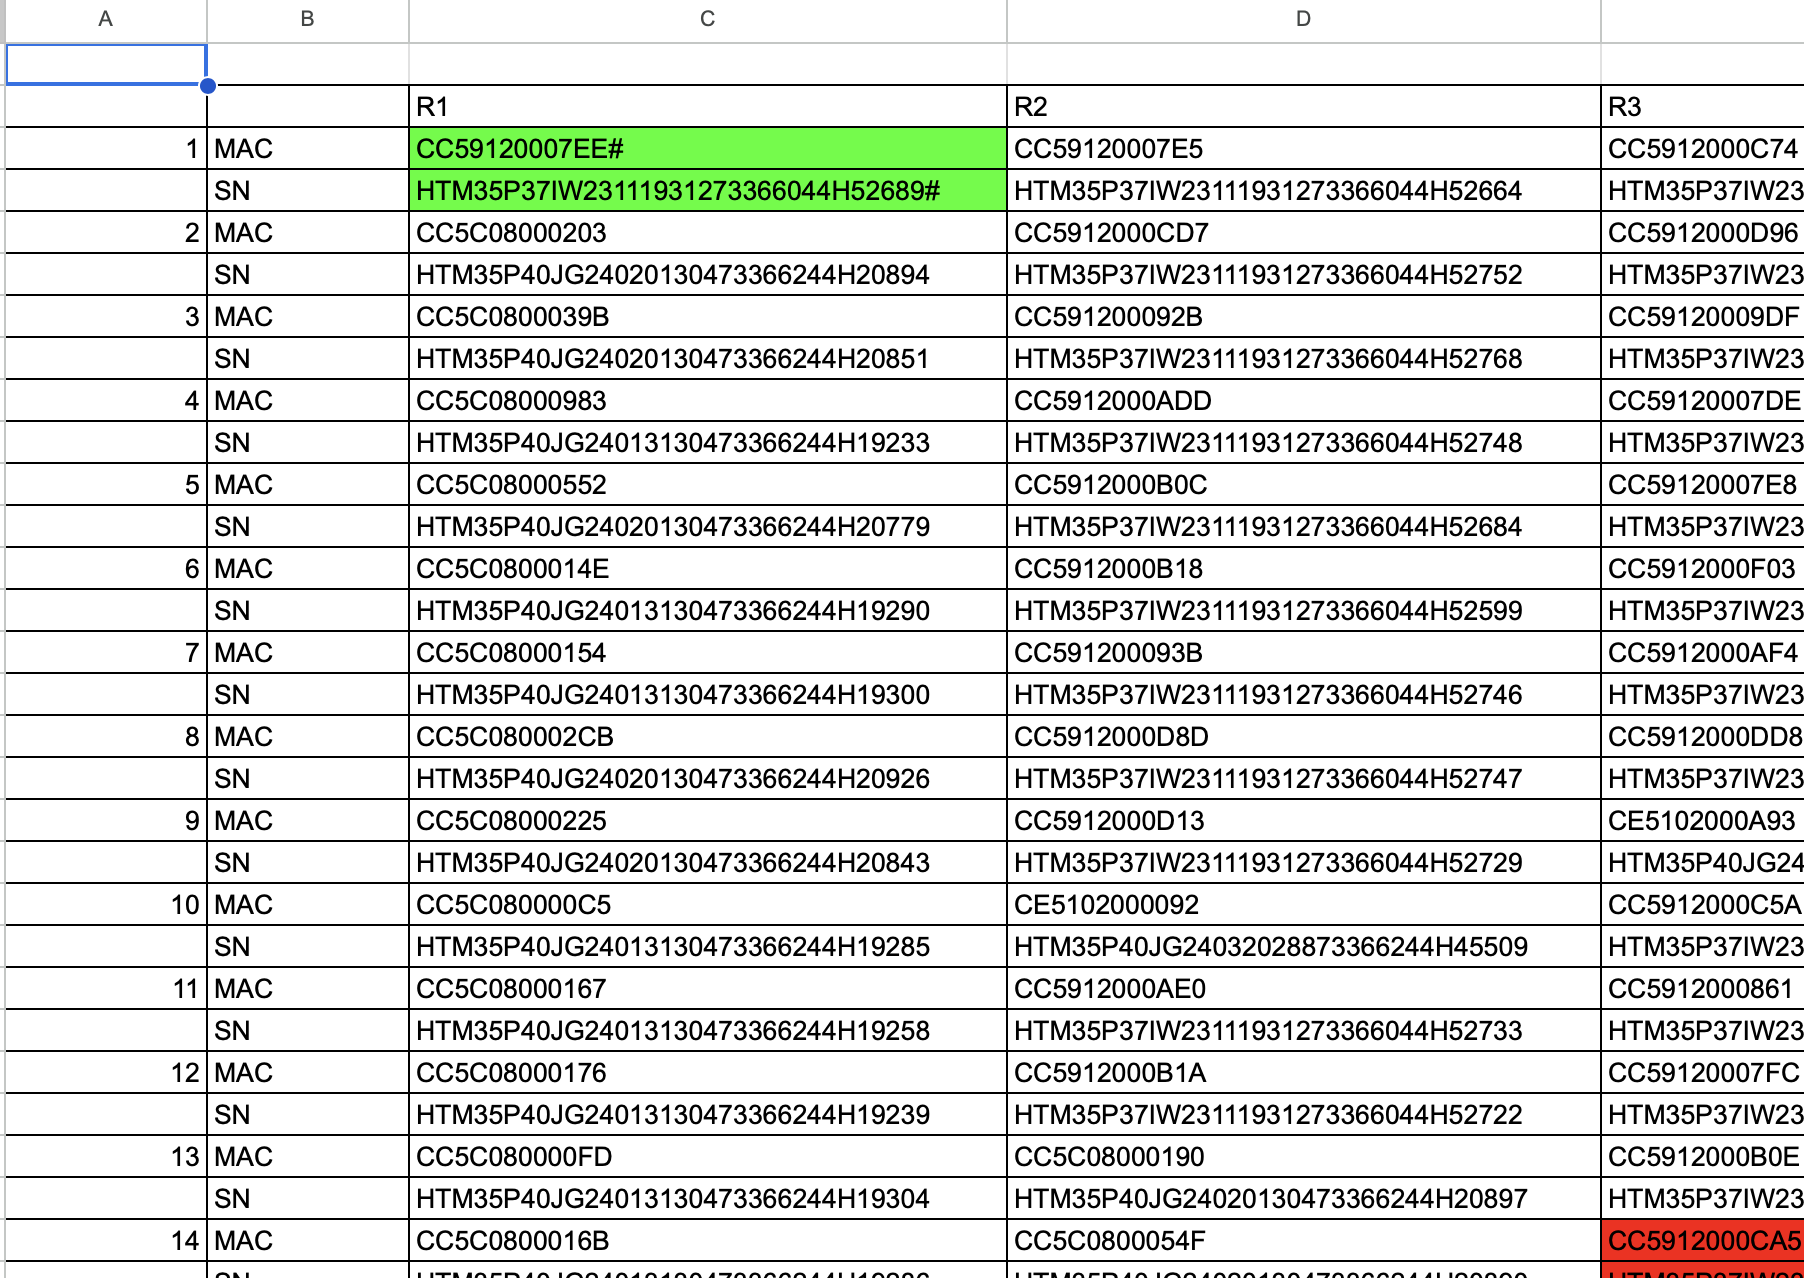 A B C D
R1 R2 R3
1 MAC CC59120007EE# CC59120007E5 CC5912000C74
SN HTM35P37IW23111931273366044H52689# HTM35P37IW23111931273366044H52664 HTM35P37IW23
2 MAC CC5C08000203 CC5912000CD7 CC5912000D96
SN HTM35P40JG24020130473366244H20894 HTM35P37IW23111931273366044H52752 HTM35P37IW23
3 MAC CC5C0800039B CC591200092B CC59120009DF
SN HTM35P40JG24020130473366244H20851 HTM35P37IW23111931273366044H52768 HTM35P37IW23
4 MAC CC5C08000983 CC5912000ADD CC59120007DE
SN HTM35P40JG24013130473366244H19233 HTM35P37IW23111931273366044H52748 HTM35P37IW23
5 MAC CC5C08000552 CC5912000B0C CC59120007E8
SN HTM35P40JG24020130473366244H20779 HTM35P37IW23111931273366044H52684 HTM35P37IW23
6 MAC CC5C0800014E CC5912000B18 CC5912000F03
SN HTM35P40JG24013130473366244H19290 HTM35P37IW23111931273366044H52599 HTM35P37IW23
7 MAC CC5C08000154 CC591200093B CC5912000AF4
SN HTM35P40JG24013130473366244H19300 HTM35P37IW23111931273366044H52746 HTM35P37IW23
8 MAC CC5C080002CB CC5912000D8D CC5912000DD8
SN HTM35P40JG24020130473366244H20926 HTM35P37IW23111931273366044H52747 HTM35P37IW23
9 MAC CC5C08000225 CC5912000D13 CE5102000A93
SN HTM35P40JG24020130473366244H20843 HTM35P37IW23111931273366044H52729 HTM35P40JG24
10 MAC CC5C080000C5 CE5102000092 CC5912000C5A
SN HTM35P40JG24013130473366244H19285 HTM35P40JG24032028873366244H45509 HTM35P37IW23
11 MAC CC5C08000167 CC5912000AE0 CC5912000861
SN HTM35P40JG24013130473366244H19258 HTM35P37IW23111931273366044H52733 HTM35P37IW23
12 MAC CC5C08000176 CC5912000B1A CC59120007FC
SN HTM35P40JG24013130473366244H19239 HTM35P37IW23111931273366044H52722 HTM35P37IW23
13 MAC CC5C080000FD CC5C08000190 CC5912000B0E
SN HTM35P40JG24013130473366244H19304 HTM35P40JG24020130473366244H20897 HTM35P37IW23
14 MAC CC5C0800016B CC5C0800054F CC5912000CA5
SN